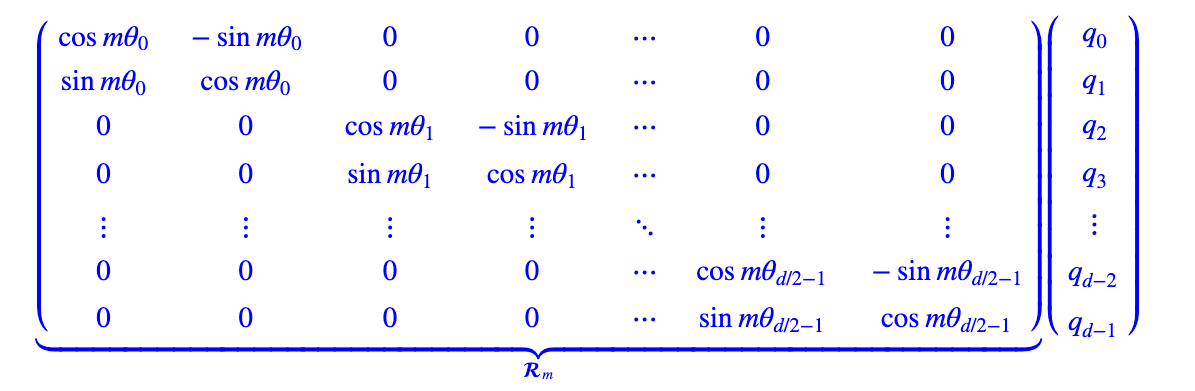 cos mθ₀ − sin mθ₀ 0 0 ⋯ 0 0 q₀
sin mθ₀ cos mθ₀ 0 0 ⋯ 0 0 q₁
0 0 cos mθ₁ − sin mθ₁ ⋯ 0 0 q₂
0 0 sin mθ₁ cos mθ₁ ⋯ 0 0 q₃
⋮ ⋮ ⋮ ⋮ ⋱ ⋮ ⋮ ⋮
0 0 0 0 ⋯ cos mθ_{d/2−1} − sin mθ_{d/2−1} q_{d−2}
0 0 0 0 ⋯ sin mθ_{d/2−1} cos mθ_{d/2−1} q_{d−1}
𝓡ₘ